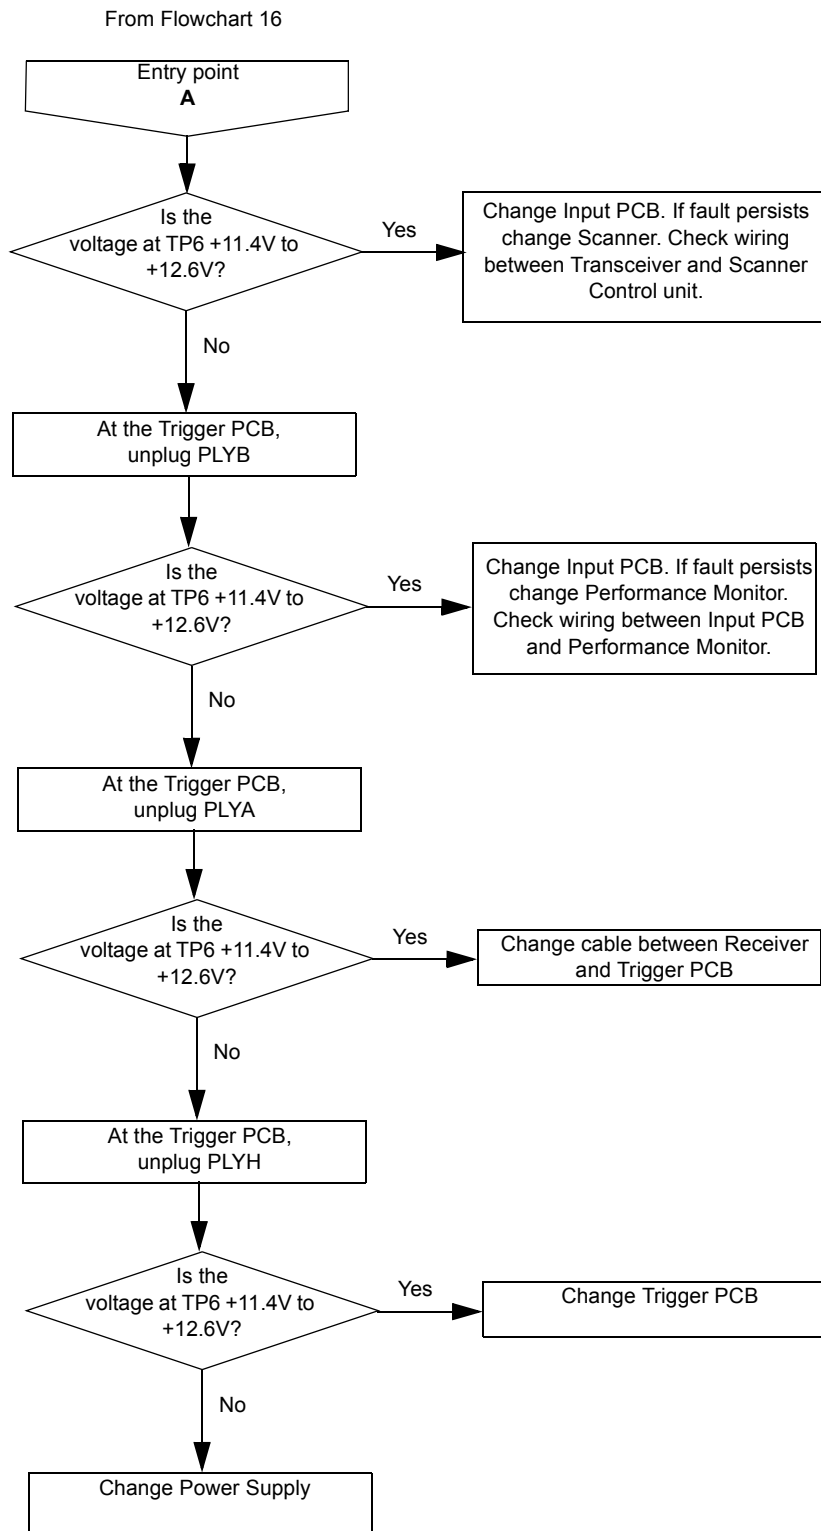 From Flowchart 16
Entry point
A
Is the
voltage at TP6 +11.4V to
+12.6V?
Yes
Change Input PCB. If fault persists
change Scanner. Check wiring
between Transceiver and Scanner
Control unit.
No
At the Trigger PCB,
unplug PLYB
Is the
voltage at TP6 +11.4V to
+12.6V?
Yes
Change Input PCB. If fault persists
change Performance Monitor.
Check wiring between Input PCB
and Performance Monitor.
No
At the Trigger PCB,
unplug PLYA
Is the
voltage at TP6 +11.4V to
+12.6V?
Yes
Change cable between Receiver
and Trigger PCB
No
At the Trigger PCB,
unplug PLYH
Is the
voltage at TP6 +11.4V to
+12.6V?
Yes
Change Trigger PCB
No
Change Power Supply